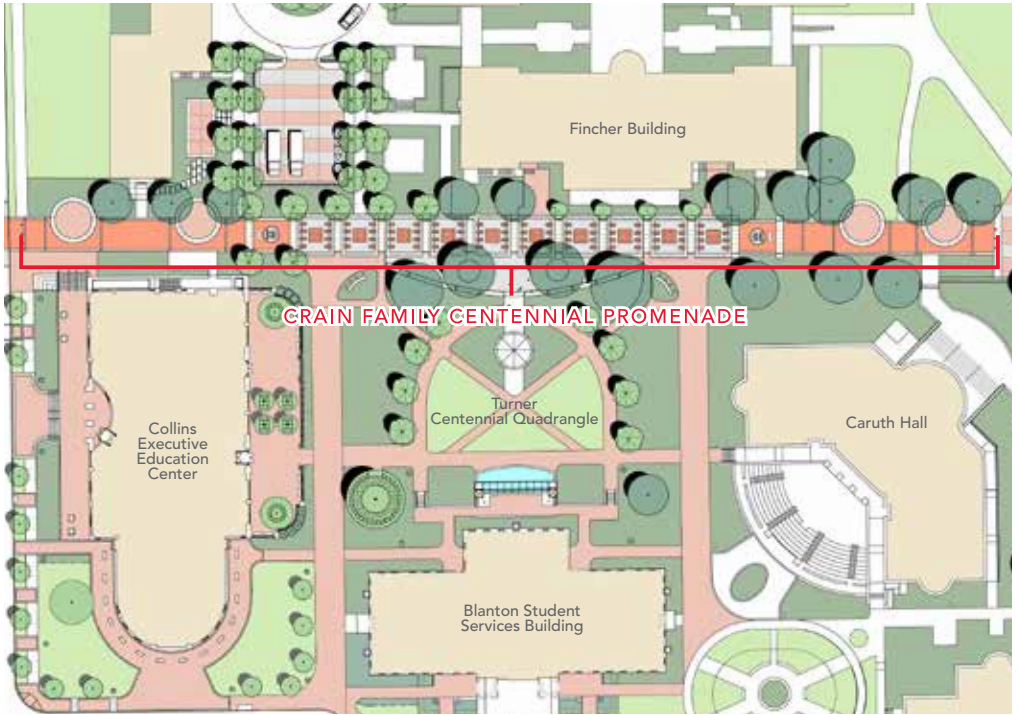 Fincher Building
CRAIN FAMILY CENTENNIAL PROMENADE
Turner
Centennial Quadrangle
Collins
Executive
Education
Center
Caruth Hall
Blanton Student
Services Building